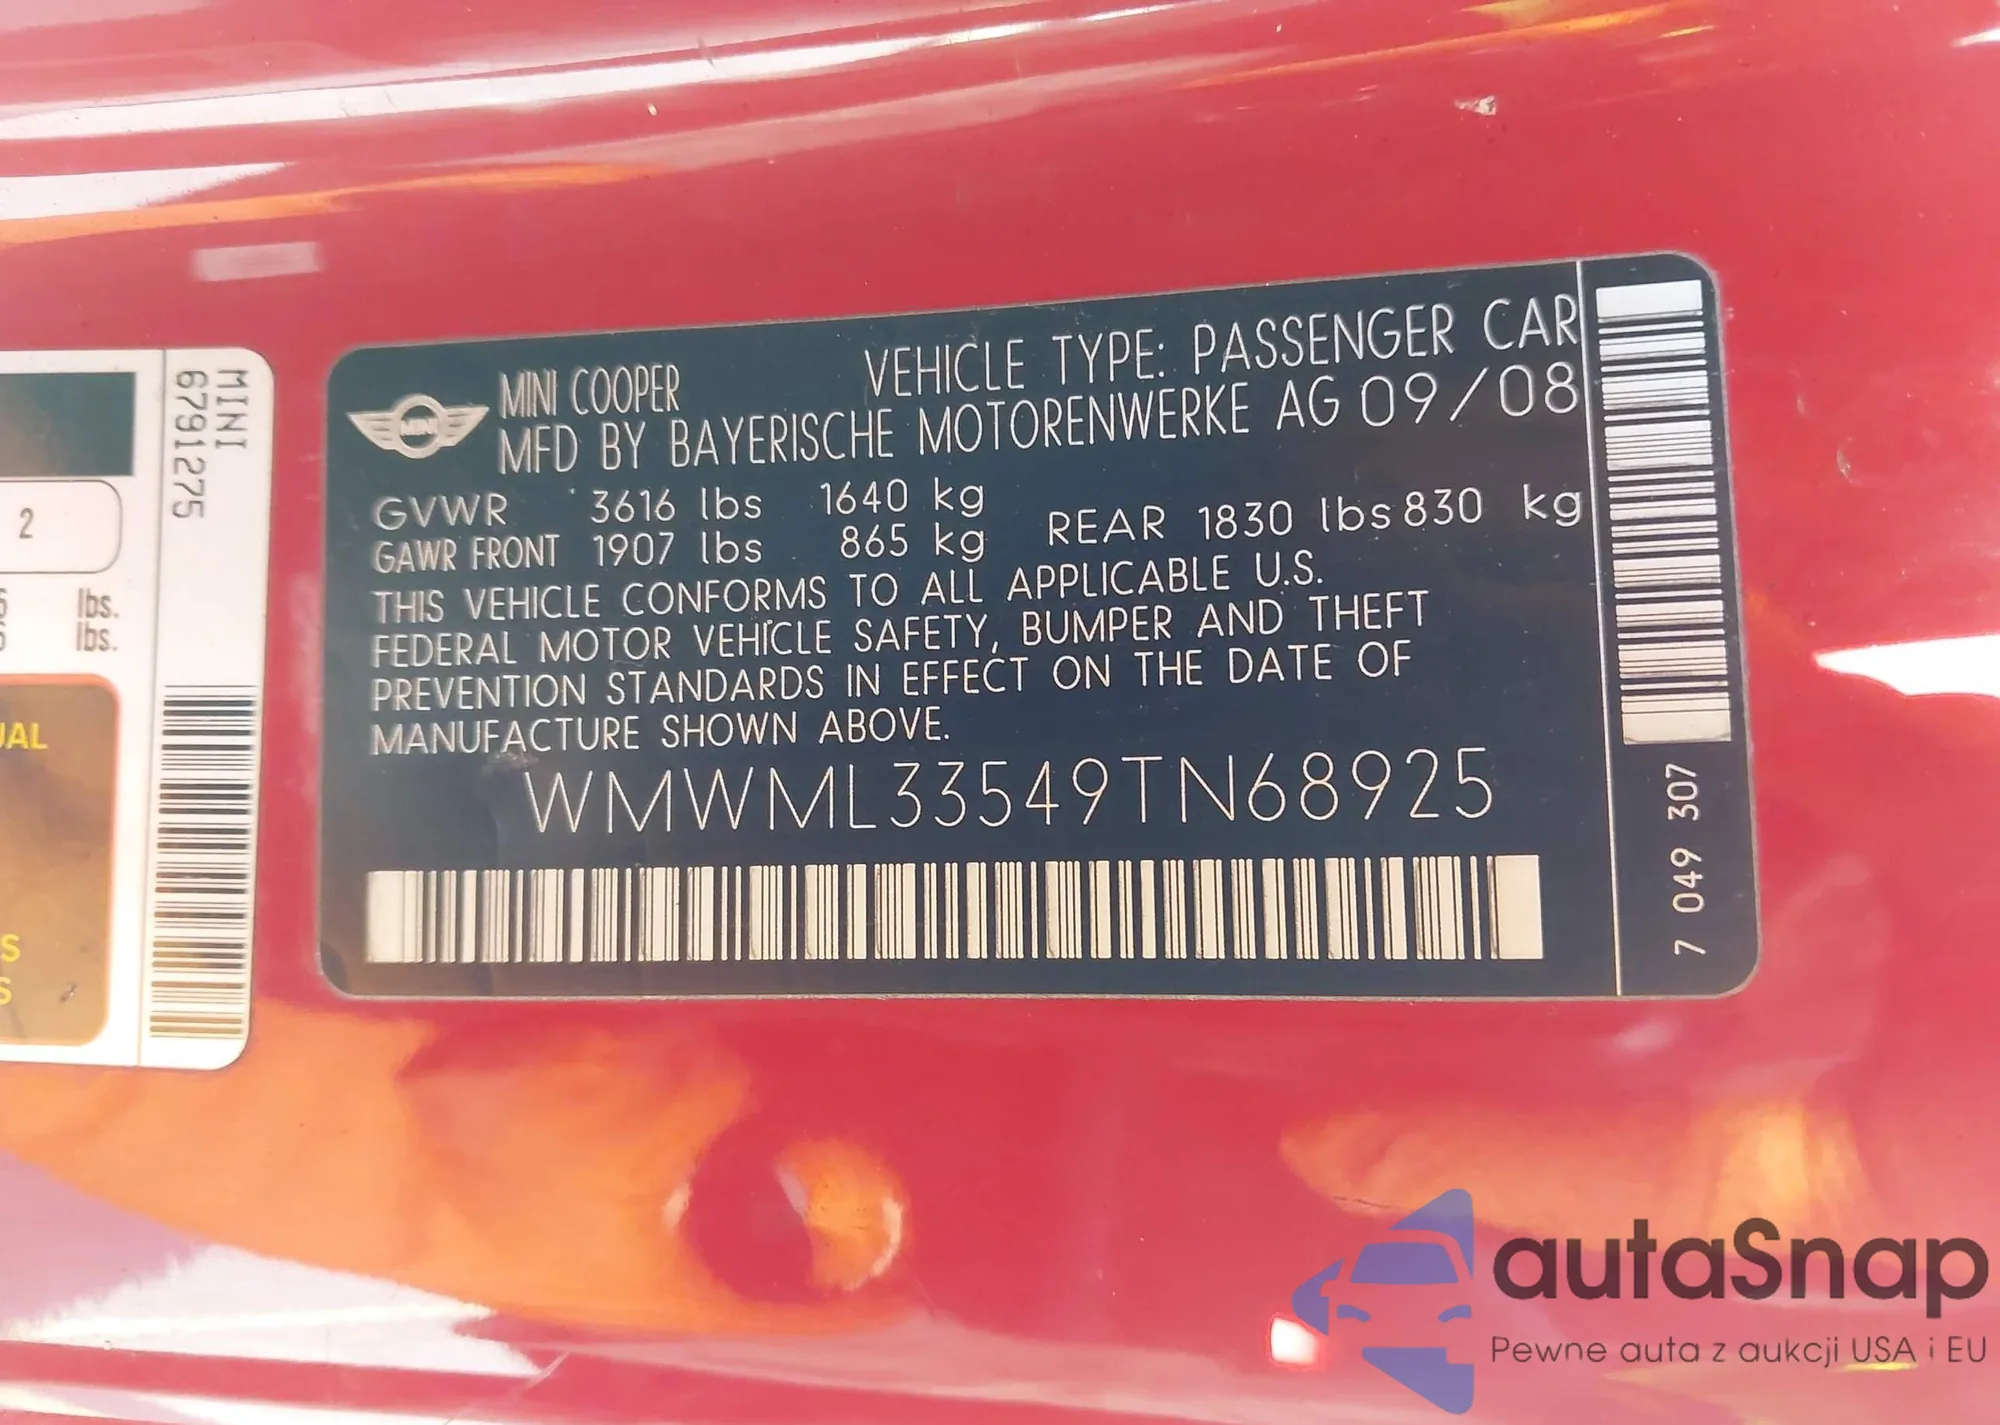 MINI
6791275
2
lbs.
lbs.
MINI COOPER VEHICLE TYPE: PASSENGER CAR
MFD BY BAYERISCHE MOTORENWERKE AG 09/08
GVWR 3616 lbs 1640 kg
GAWR FRONT 1907 lbs 865 kg REAR 1830 lbs 830 kg
THIS VEHICLE CONFORMS TO ALL APPLICABLE U.S.
FEDERAL MOTOR VEHICLE SAFETY, BUMPER AND THEFT
PREVENTION STANDARDS IN EFFECT ON THE DATE OF
MANUFACTURE SHOWN ABOVE.
WMWML33549TN68925
7 049 307
MINI
autaSnap
Pewne auta z aukcji USA i EU